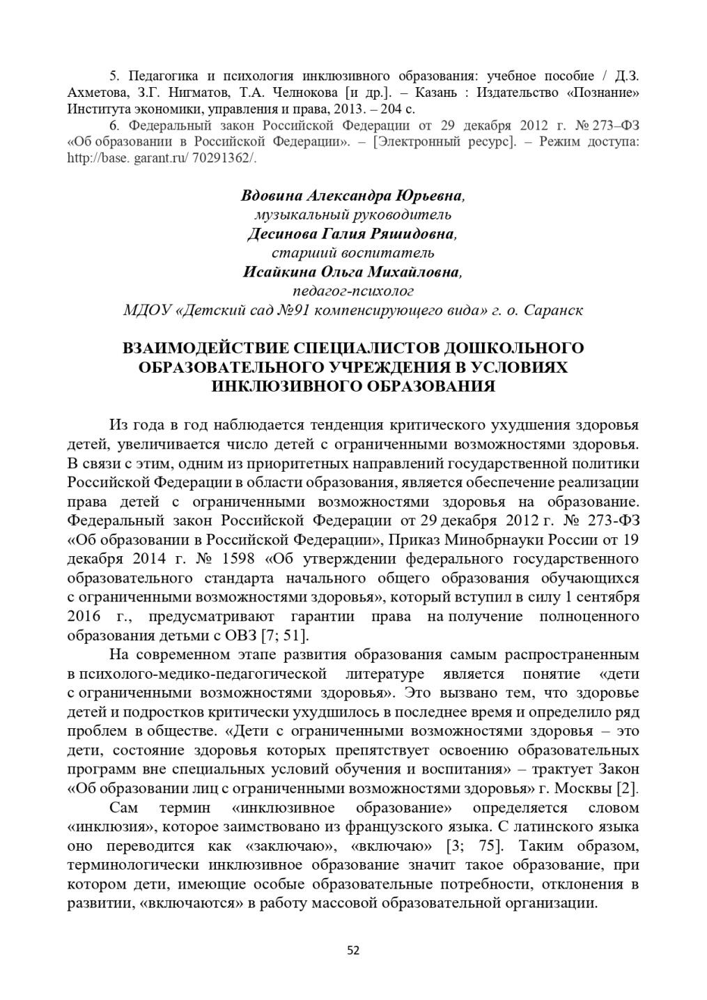 5. Педагогика и психология инклюзивного образования: учебное пособие / Д.З.
Ахметова, З.Г. Нигматов, Т.А. Челнокова [и др.]. – Казань : Издательство «Познание»
Института экономики, управления и права, 2013. – 204 с.
6. Федеральный закон Российской Федерации от 29 декабря 2012 г. № 273–ФЗ
«Об образовании в Российской Федерации». – [Электронный ресурс]. – Режим доступа:
http://base. garant.ru/ 70291362/.
Вдовина Александра Юрьевна,
музыкальный руководитель
Десинова Галия Ряшидовна,
старший воспитатель
Исайкина Ольга Михайловна,
педагог-психолог
МДОУ «Детский сад №91 компенсирующего вида» г. о. Саранск
ВЗАИМОДЕЙСТВИЕ СПЕЦИАЛИСТОВ ДОШКОЛЬНОГО
ОБРАЗОВАТЕЛЬНОГО УЧРЕЖДЕНИЯ В УСЛОВИЯХ
ИНКЛЮЗИВНОГО ОБРАЗОВАНИЯ
Из года в год наблюдается тенденция критического ухудшения здоровья
детей, увеличивается число детей с ограниченными возможностями здоровья.
В связи с этим, одним из приоритетных направлений государственной политики
Российской Федерации в области образования, является обеспечение реализации
права детей с ограниченными возможностями здоровья на образование.
Федеральный закон Российской Федерации от 29 декабря 2012 г. № 273-ФЗ
«Об образовании в Российской Федерации», Приказ Минобрнауки России от 19
декабря 2014 г. № 1598 «Об утверждении федерального государственного
образовательного стандарта начального общего образования обучающихся
с ограниченными возможностями здоровья», который вступил в силу 1 сентября
2016 г., предусматривают гарантии права на получение полноценного
образования детьми с ОВЗ [7; 51].
На современном этапе развития образования самым распространенным
в психолого-медико-педагогической литературе является понятие «дети
с ограниченными возможностями здоровья». Это вызвано тем, что здоровье
детей и подростков критически ухудшилось в последнее время и определило ряд
проблем в обществе. «Дети с ограниченными возможностями здоровья – это
дети, состояние здоровья которых препятствует освоению образовательных
программ вне специальных условий обучения и воспитания» – трактует Закон
«Об образовании лиц с ограниченными возможностями здоровья» г. Москвы [2].
Сам термин «инклюзивное образование» определяется словом
«инклюзия», которое заимствовано из французского языка. С латинского языка
оно переводится как «заключаю», «включаю» [3; 75]. Таким образом,
терминологически инклюзивное образование значит такое образование, при
котором дети, имеющие особые образовательные потребности, отклонения в
развитии, «включаются» в работу массовой образовательной организации.
52